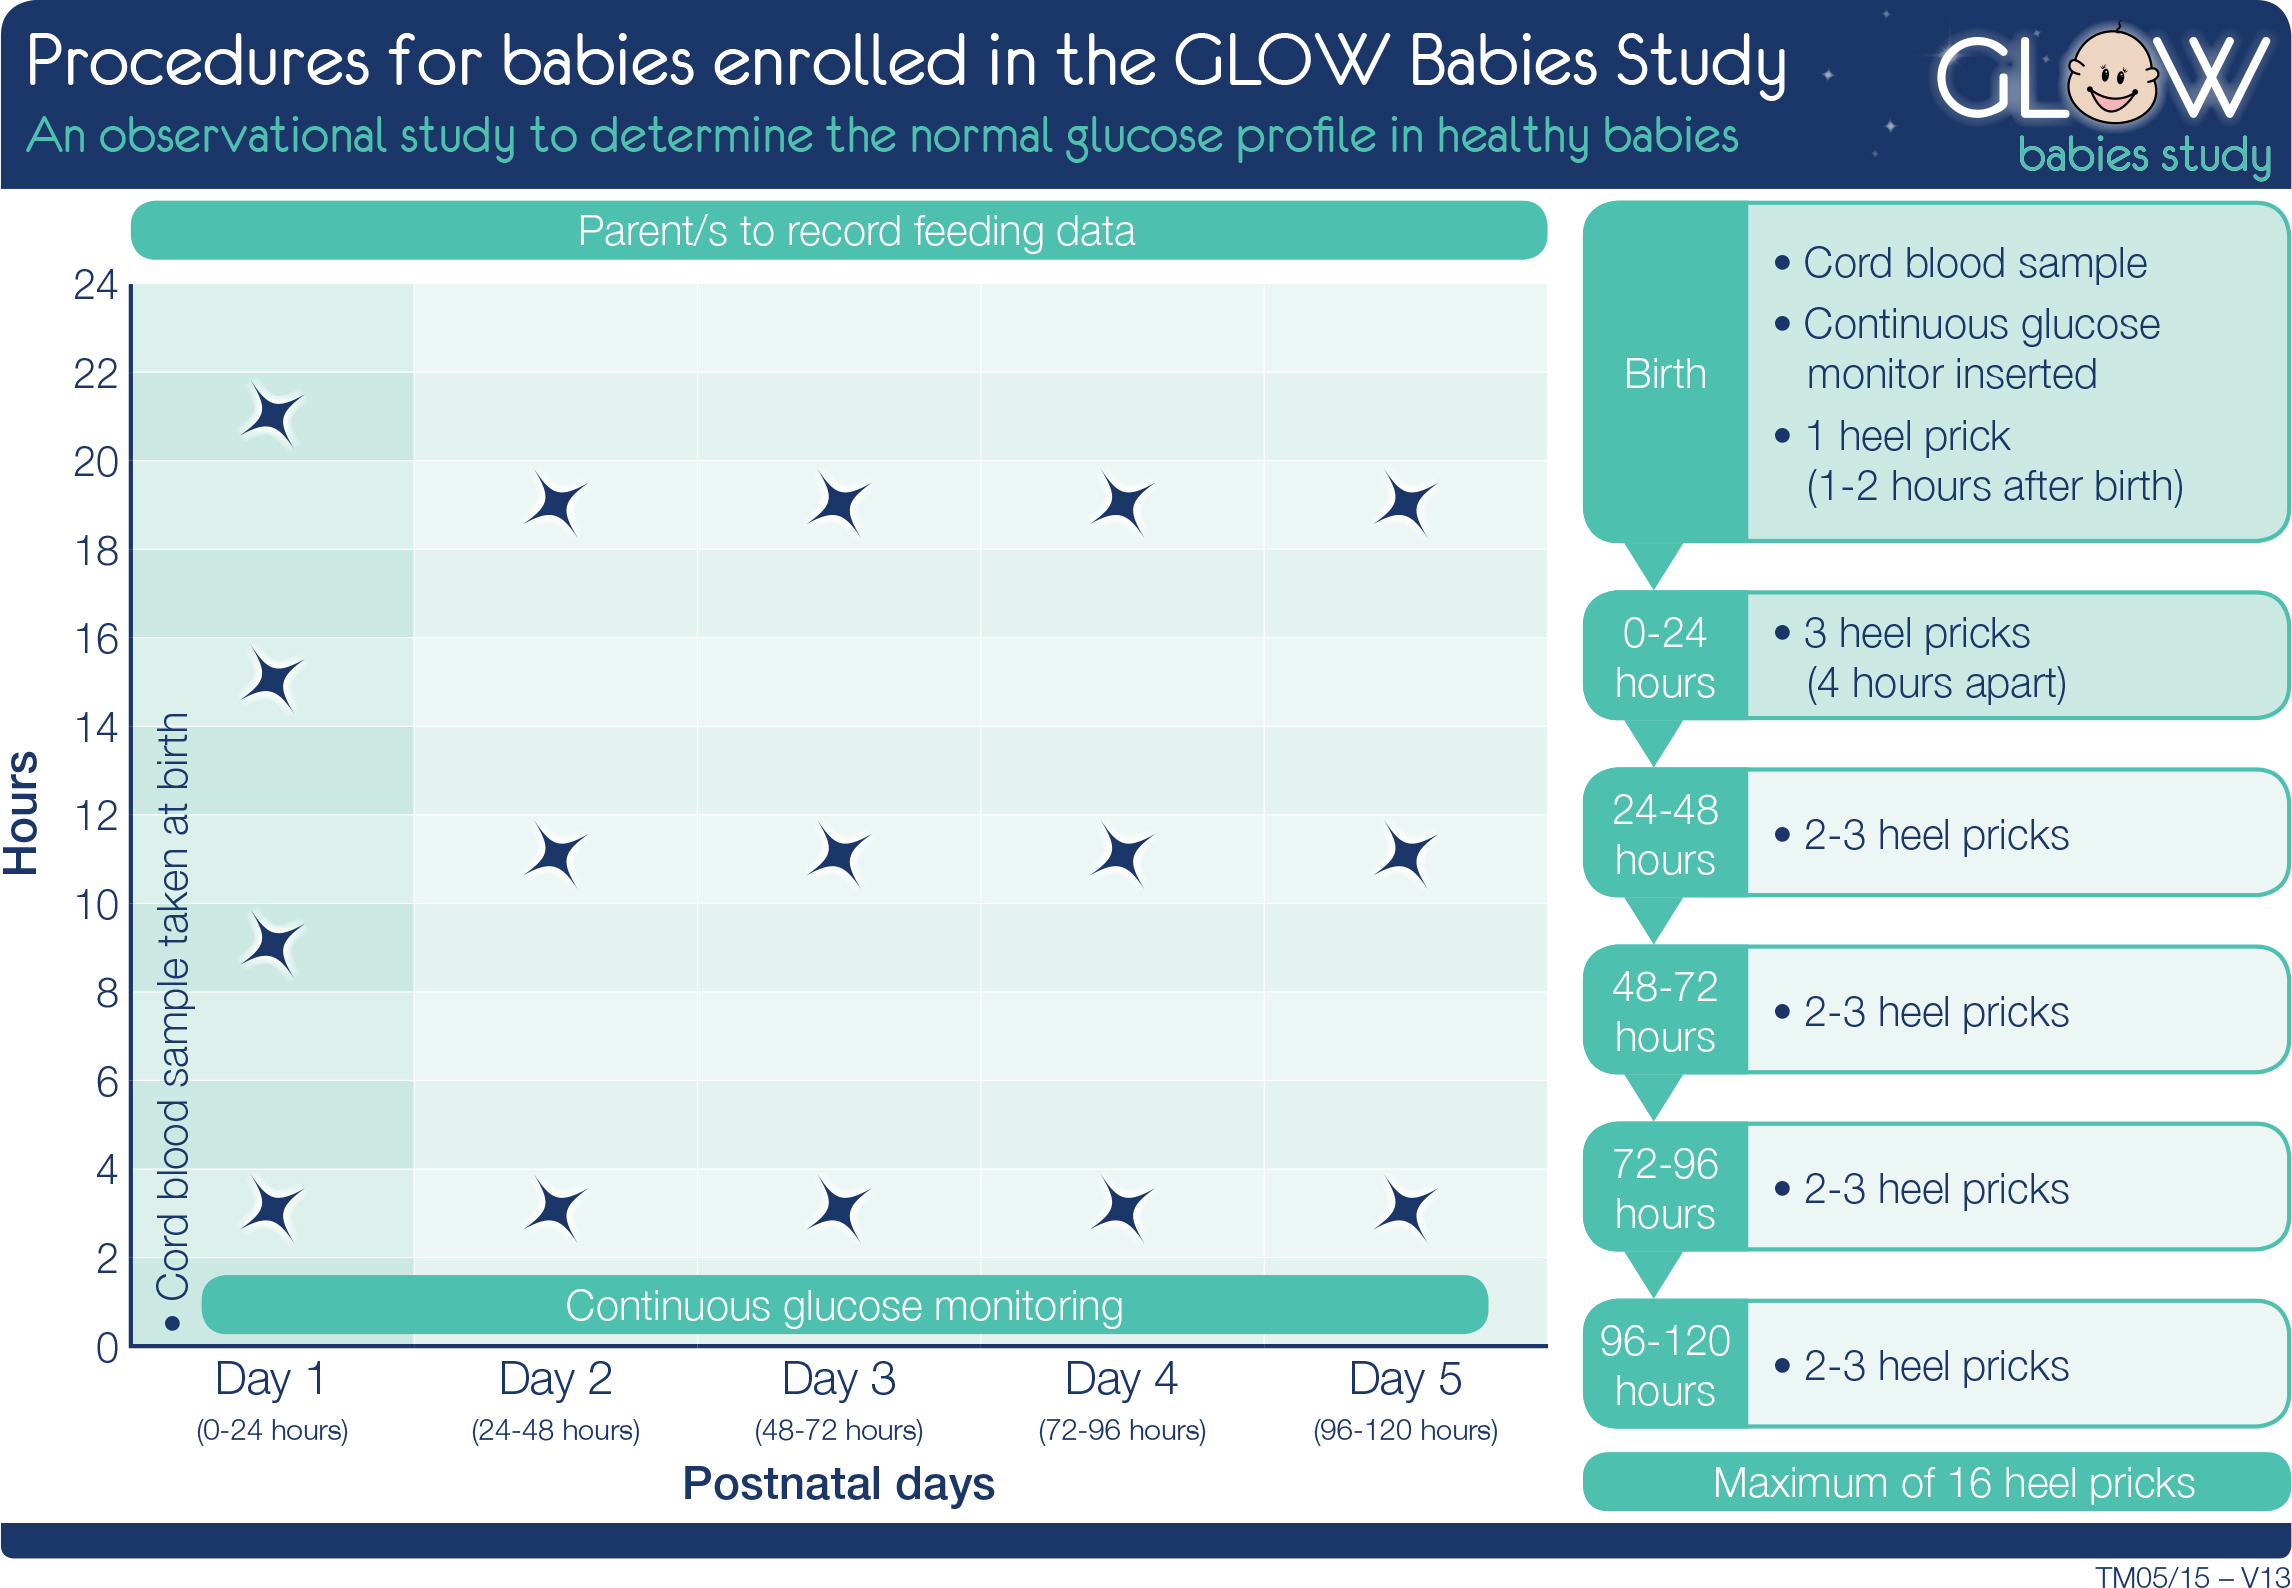 Procedures for babies enrolled in the GLOW Babies Study
An observational study to determine the normal glucose profile in healthy babies
GLOW
babies study
Parent/s to record feeding data
24
22
20
18
16
14
12
10
8
6
4
2
0
Hours
• Cord blood sample taken at birth
Continuous glucose monitoring
Day 1
(0-24 hours)
Day 2
(24-48 hours)
Day 3
(48-72 hours)
Day 4
(72-96 hours)
Day 5
(96-120 hours)
Postnatal days
Birth
• Cord blood sample
• Continuous glucose
monitor inserted
• 1 heel prick
(1-2 hours after birth)
0-24
hours
• 3 heel pricks
(4 hours apart)
24-48
hours
• 2-3 heel pricks
48-72
hours
• 2-3 heel pricks
72-96
hours
• 2-3 heel pricks
96-120
hours
• 2-3 heel pricks
Maximum of 16 heel pricks
TM05/15 – V13